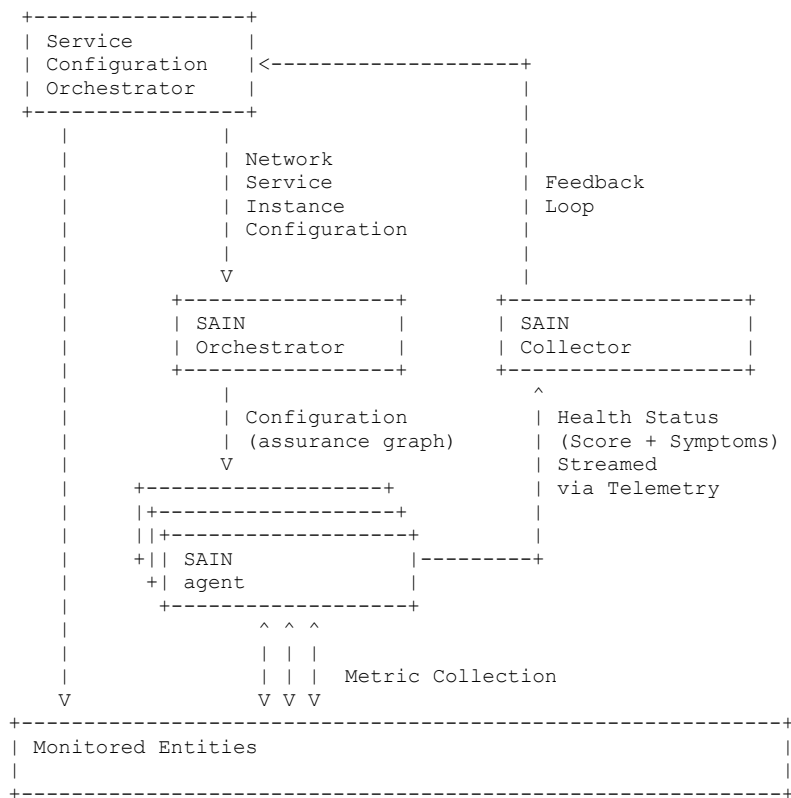 Service
Configuration
Orchestrator
Network
Service
Instance
Configuration
Feedback
Loop
SAIN
Orchestrator
SAIN
Collector
Configuration
(assurance graph)
Health Status
(Score + Symptoms)
Streamed
via Telemetry
SAIN
agent
Metric Collection
Monitored Entities